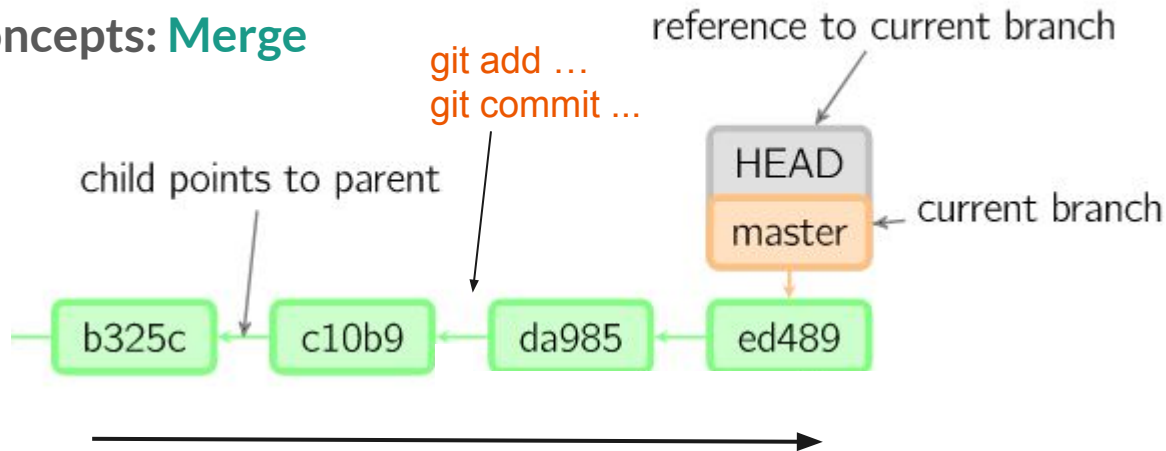 oncepts: Merge
reference to current branch
git add …
git commit ...
HEAD
child points to parent
master
current branch
b325c
c10b9
da985
ed489